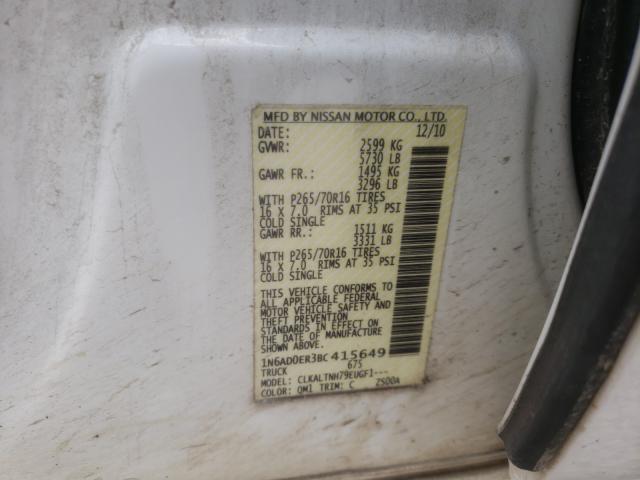 MFD BY NISSAN MOTOR CO., LTD.
DATE: 12/10
GVWR: 2599 KG
5730 LB
GAWR FR.: 1495 KG
3296 LB
WITH P265/70R16 TIRES
16 X 7.0 RIMS AT 35 PSI
COLD SINGLE
GAWR RR.: 1511 KG
3331 LB
WITH P265/70R16 TIRES
16 X 7.0 RIMS AT 35 PSI
COLD SINGLE
THIS VEHICLE CONFORMS TO
ALL APPLICABLE FEDERAL
MOTOR VEHICLE SAFETY AND
THEFT PREVENTION
STANDARDS IN EFFECT ON
THE DATE OF MANUFACTURE
SHOWN ABOVE.
1N6AD0ER3BC 415649
TRUCK 675
MODEL: CLKALTNH79EUGF1---
COLOR: QM1 TRIM: C 2500A